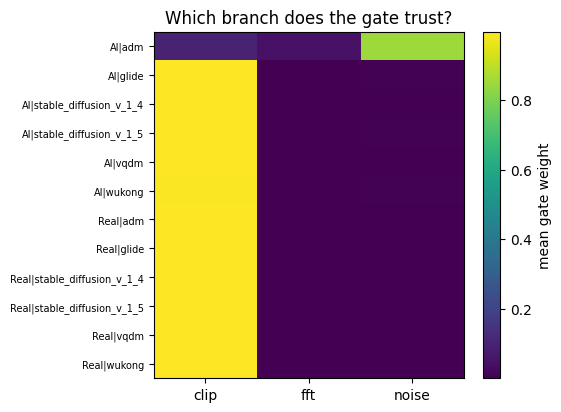 Which branch does the gate trust?
AI|adm
AI|glide
AI|stable_diffusion_v_1_4
AI|stable_diffusion_v_1_5
AI|vqdm
AI|wukong
Real|adm
Real|glide
Real|stable_diffusion_v_1_4
Real|stable_diffusion_v_1_5
Real|vqdm
Real|wukong
clip fft noise
0.8
0.6
0.4
0.2
mean gate weight